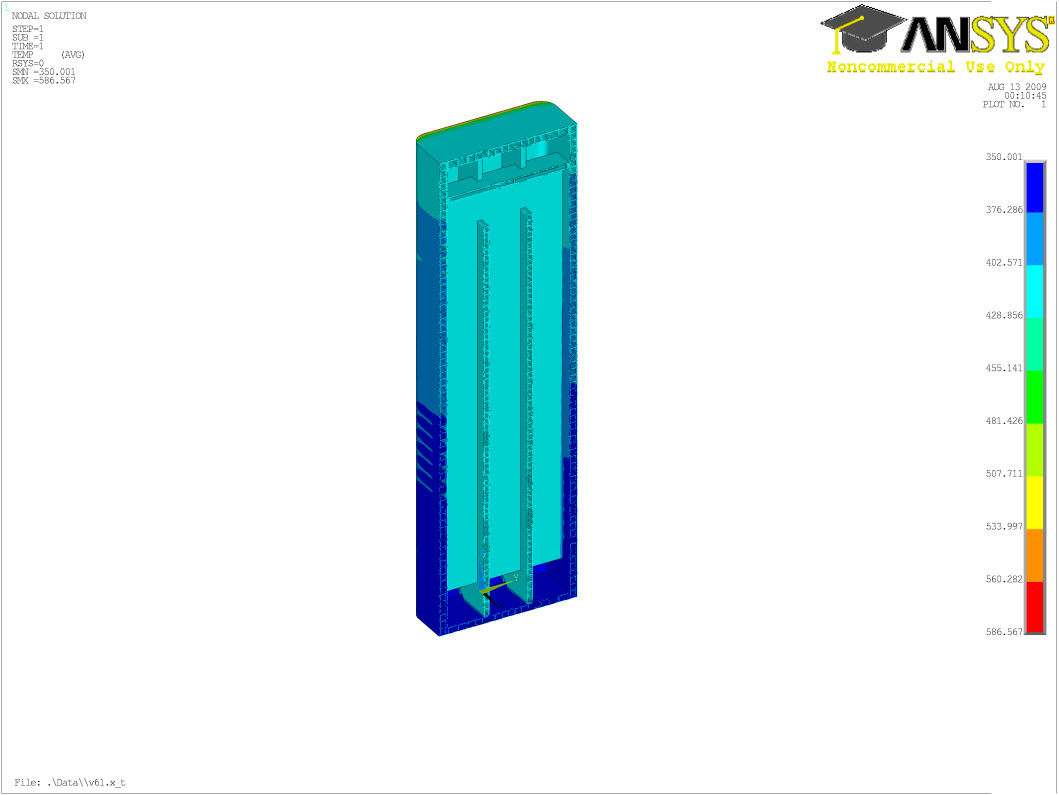 1
NODAL SOLUTION
STEP=1
SUB =1
TIME=1
TEMP (AVG)
RSYS=0
SMN =350.001
SMX =586.567
ANSYS
Noncommercial Use Only
AUG 13 2009
00:10:45
PLOT NO. 1
350.001
376.286
402.571
428.856
455.141
481.426
507.711
533.997
560.282
586.567
File: .\Data\\v61.x_t